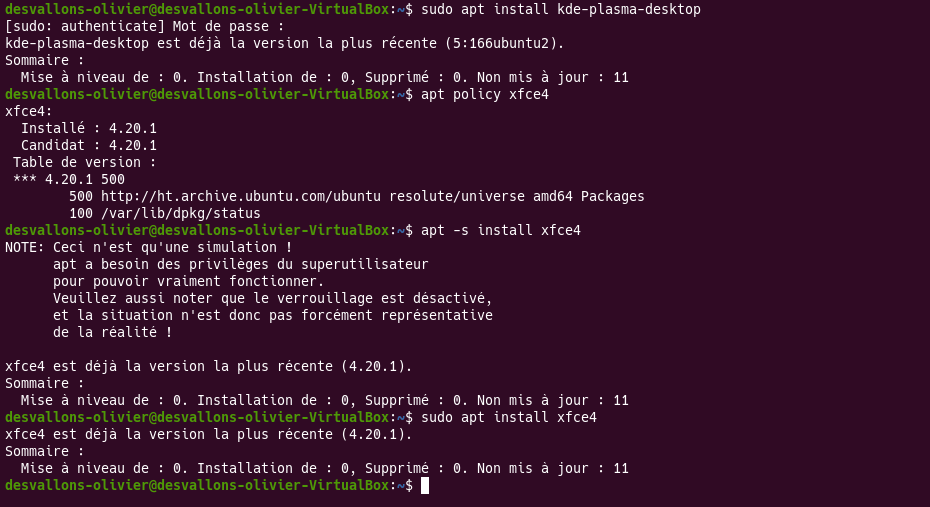 desvallons-olivier@desvallons-olivier-VirtualBox:~$ sudo apt install kde-plasma-desktop
[sudo: authenticate] Mot de passe :
kde-plasma-desktop est déjà la version la plus récente (5:166ubuntu2).
Sommaire :
  Mise à niveau de : 0. Installation de : 0, Supprimé : 0. Non mis à jour : 11
desvallons-olivier@desvallons-olivier-VirtualBox:~$ apt policy xfce4
xfce4:
  Installé : 4.20.1
  Candidat : 4.20.1
 Table de version :
 *** 4.20.1 500
        500 http://ht.archive.ubuntu.com/ubuntu resolute/universe amd64 Packages
        100 /var/lib/dpkg/status
desvallons-olivier@desvallons-olivier-VirtualBox:~$ apt -s install xfce4
NOTE: Ceci n'est qu'une simulation !
      apt a besoin des privilèges du superutilisateur
      pour pouvoir vraiment fonctionner.
      Veuillez aussi noter que le verrouillage est désactivé,
      et la situation n'est donc pas forcément représentative
      de la réalité !

xfce4 est déjà la version la plus récente (4.20.1).
Sommaire :
  Mise à niveau de : 0. Installation de : 0, Supprimé : 0. Non mis à jour : 11
desvallons-olivier@desvallons-olivier-VirtualBox:~$ sudo apt install xfce4
xfce4 est déjà la version la plus récente (4.20.1).
Sommaire :
  Mise à niveau de : 0. Installation de : 0, Supprimé : 0. Non mis à jour : 11
desvallons-olivier@desvallons-olivier-VirtualBox:~$